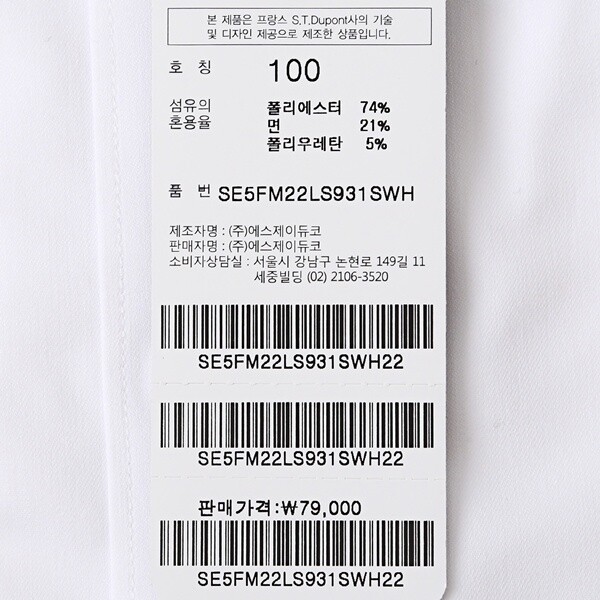 본 제품은 프랑스 S.T.Dupont사의 기술
및 디자인 제공으로 제조한 상품입니다.
호 칭 100
섬유의 폴리에스터 74%
혼용율 면 21%
폴리우레탄 5%
품 번 SE5FM22LS931SWH
제조자명 : (주)에스제이듀코
판매자명 : (주)에스제이듀코
소비자상담실 : 서울시 강남구 논현로 149길 11
세중빌딩 (02) 2106-3520
SE5FM22LS931SWH22
SE5FM22LS931SWH22
판매가격:₩79,000
SE5FM22LS931SWH22